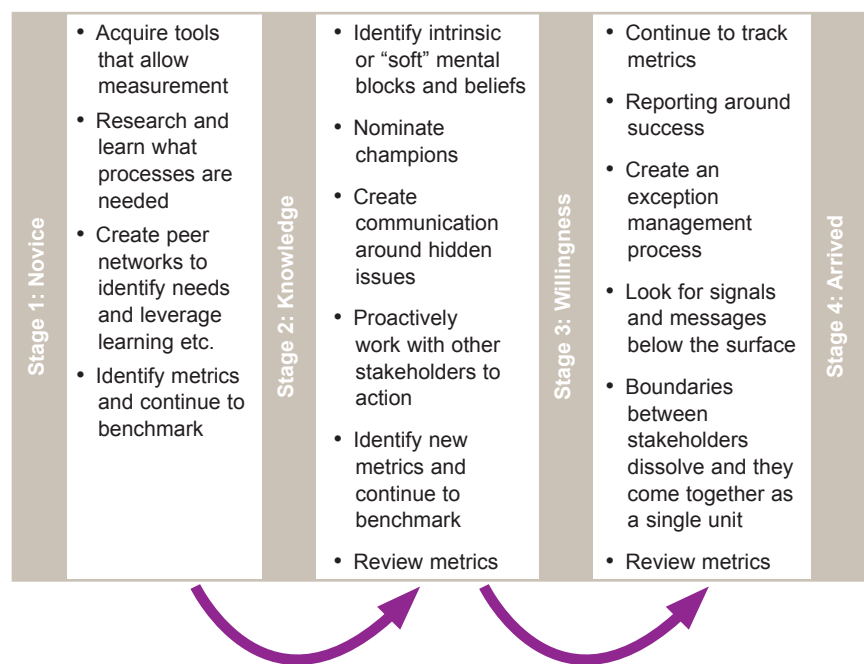 Stage 1: Novice
• Acquire tools
that allow
measurement
• Research and
learn what
processes are
needed
• Create peer
networks to
identify needs
and leverage
learning etc.
• Identify metrics
and continue to
benchmark
Stage 2: Knowledge
• Identify intrinsic
or “soft” mental
blocks and beliefs
• Nominate
champions
• Create
communication
around hidden
issues
• Proactively
work with other
stakeholders to
action
• Identify new
metrics and
continue to
benchmark
• Review metrics
Stage 3: Willingness
• Continue to track
metrics
• Reporting around
success
• Create an
exception
management
process
• Look for signals
and messages
below the surface
• Boundaries
between
stakeholders
dissolve and they
come together as
a single unit
• Review metrics
Stage 4: Arrived